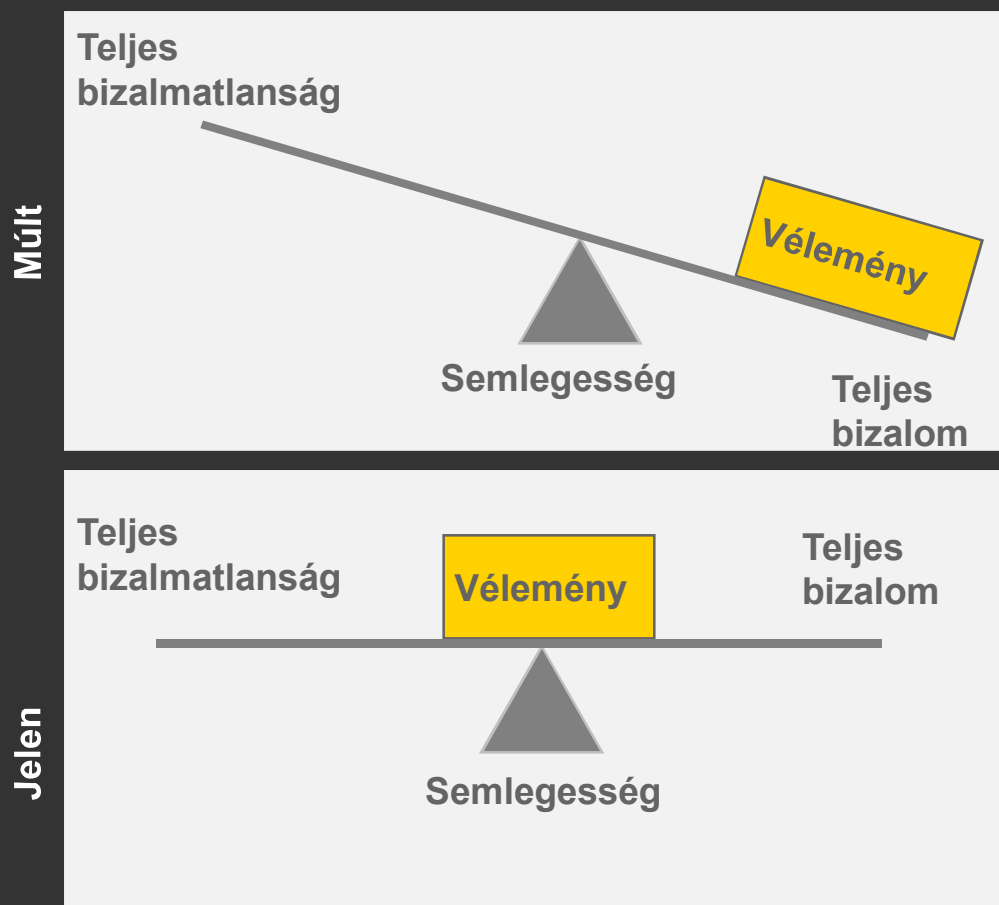 Múlt
Teljes
bizalmatlanság
Vélemény
Semlegesség
Teljes
bizalom
Jelen
Teljes
bizalmatlanság
Vélemény
Teljes
bizalom
Semlegesség